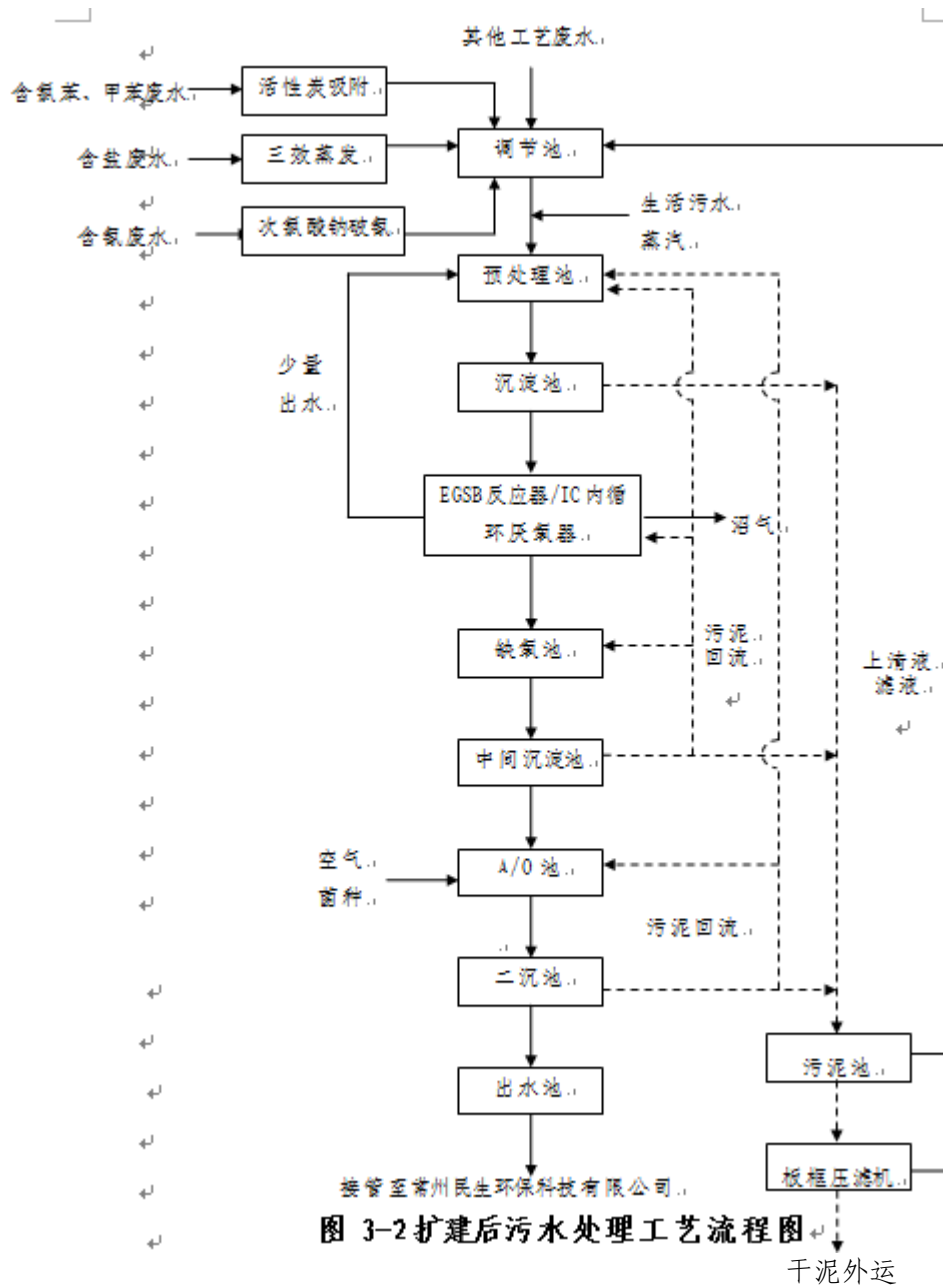 其他工艺废水
含氯苯、甲苯废水
活性炭吸附
含盐废水
三效蒸发
调节池
含氰废水
次氯酸钠破氰
生活污水
蒸汽
预处理池
少量
出水
沉淀池
EGSB反应器/IC内循
环厌氧器
沼气
缺氧池
污泥
回流
上清液
滤液
中间沉淀池
空气
菌种
A/O池
污泥回流
二沉池
污泥池
出水池
板框压滤机
接管至常州民生环保科技有限公司
图 3-2扩建后污水处理工艺流程图
干泥外运